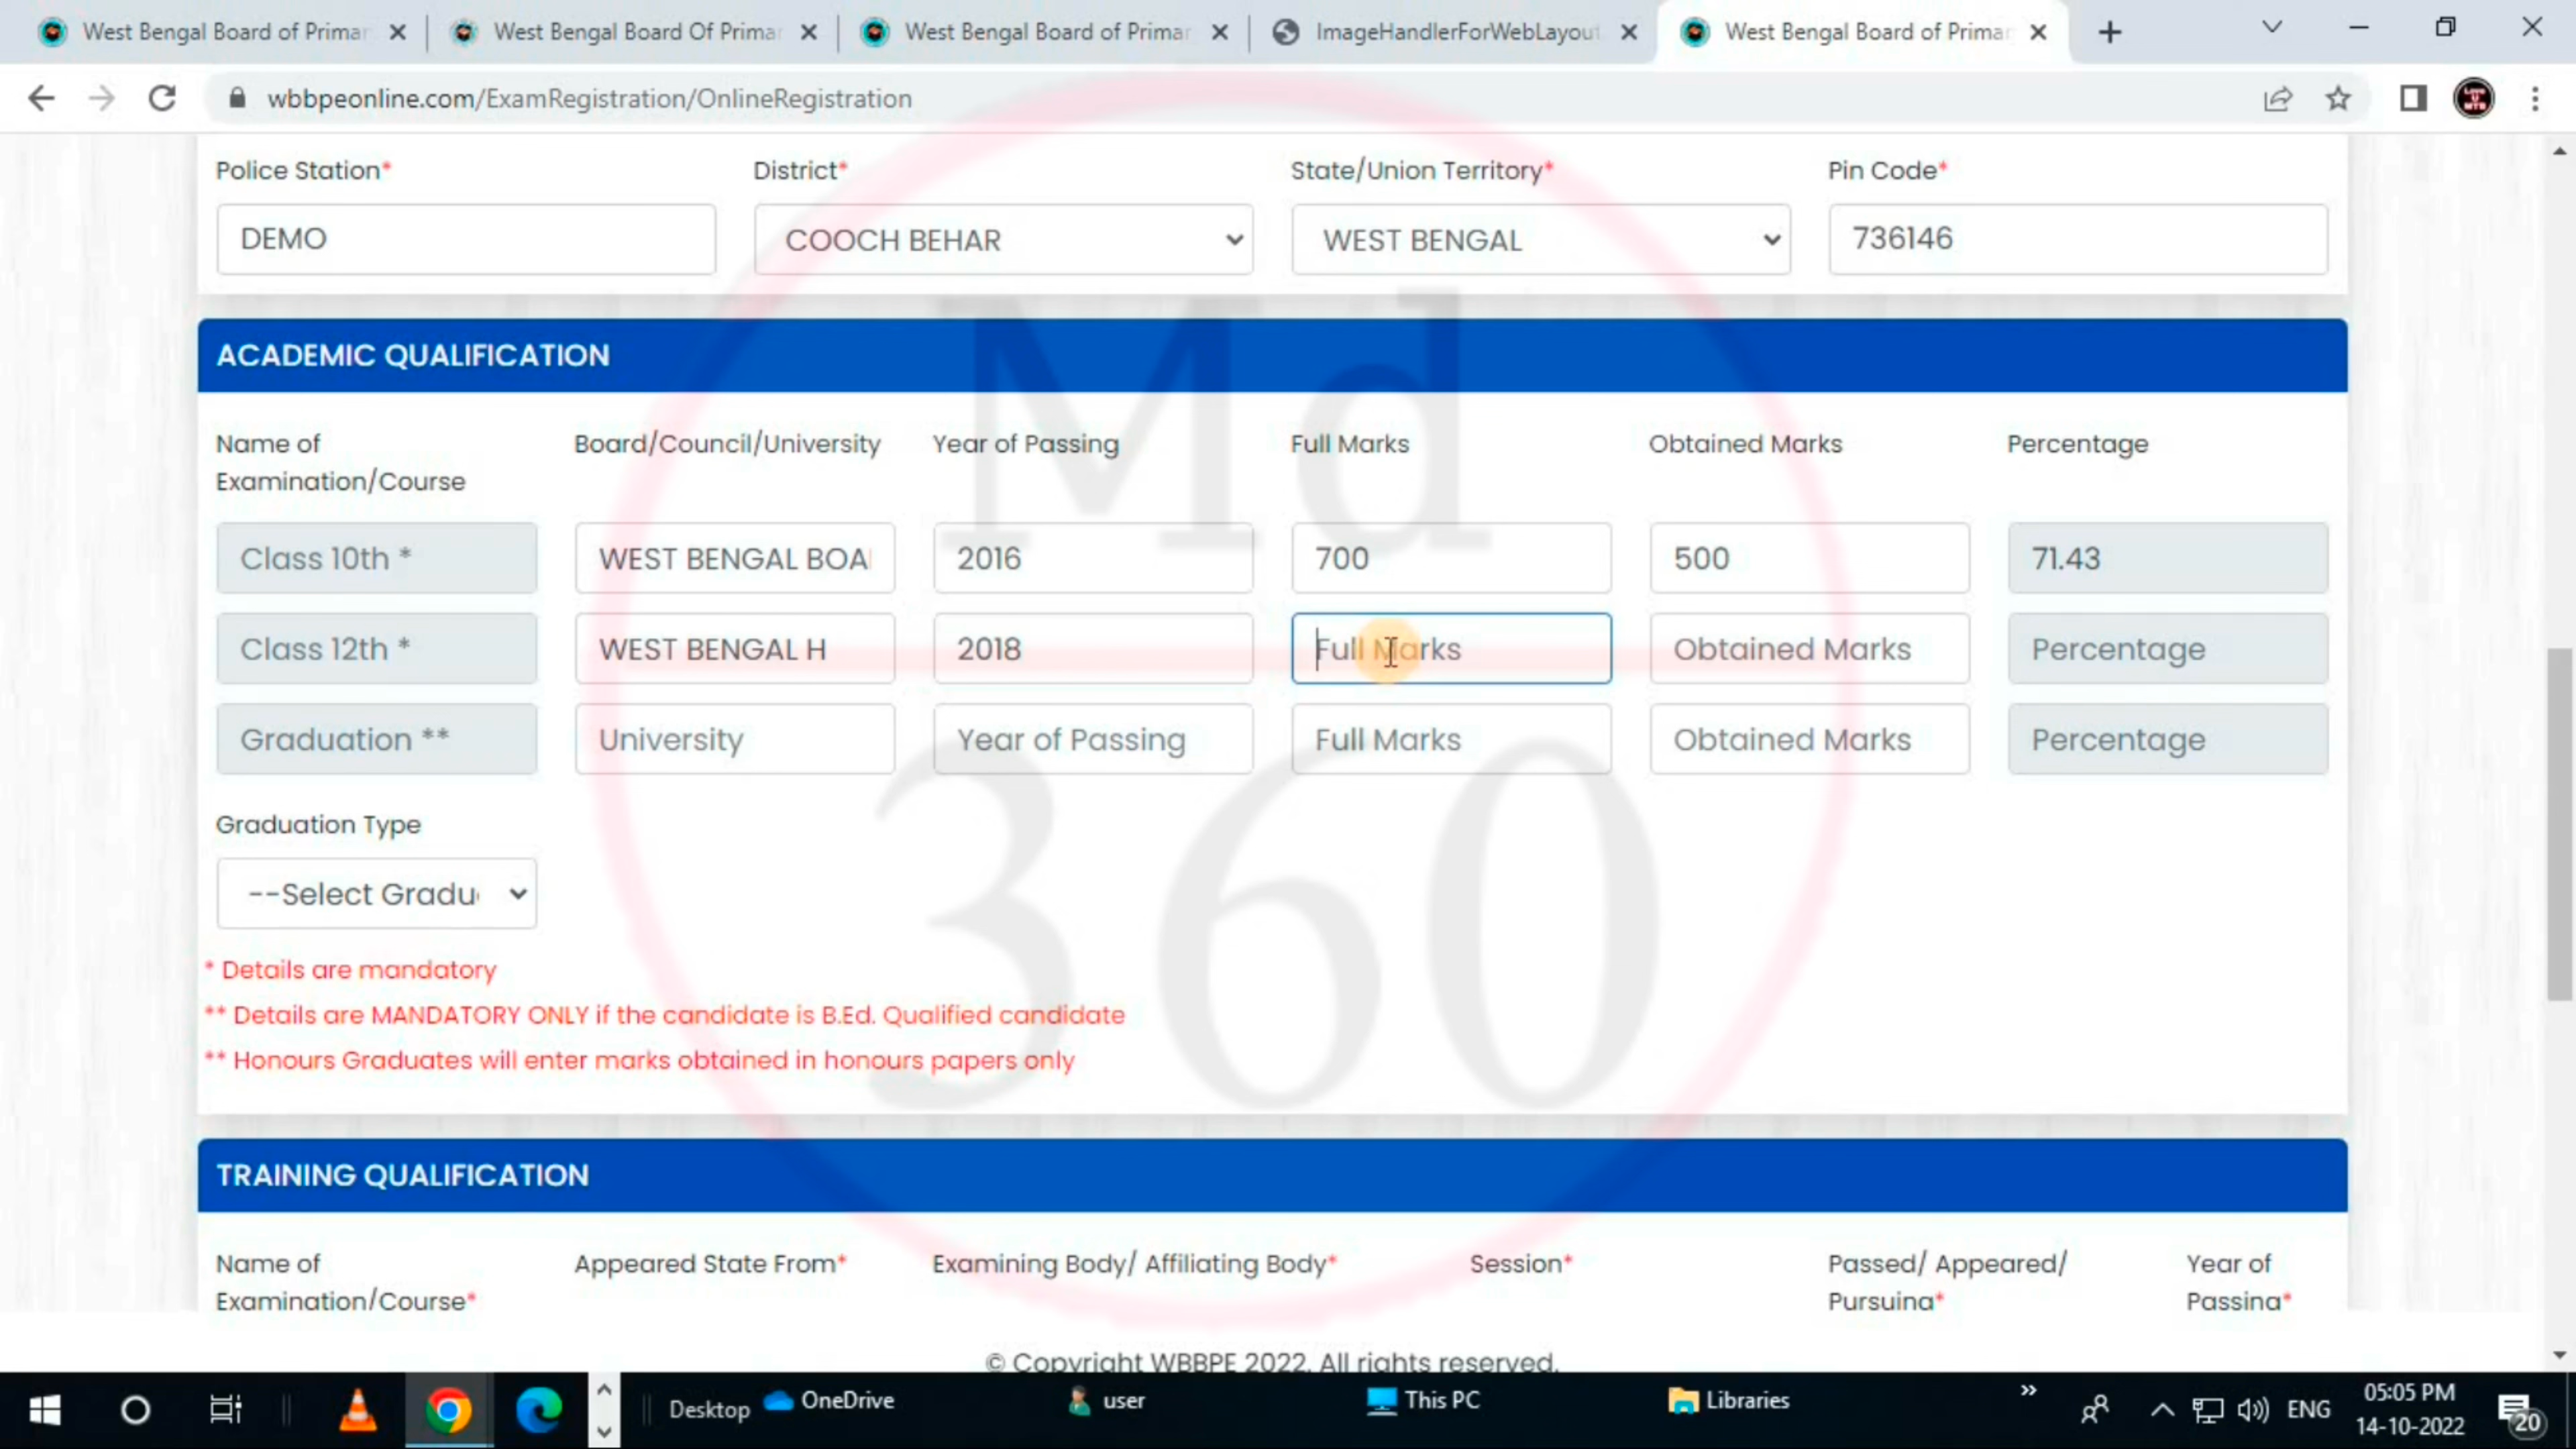 West Bengal Board of Primar
West Bengal Board Of Primar
West Bengal Board of Primar
ImageHandlerForWebLayout
West Bengal Board of Primar
wbbpeonline.com/ExamRegistration/OnlineRegistration
Police Station* District* State/Union Territory* Pin Code*
DEMO COOCH BEHAR WEST BENGAL 736146
ACADEMIC QUALIFICATION
Name of Examination/Course Board/Council/University Year of Passing Full Marks Obtained Marks Percentage
Class 10th * WEST BENGAL BOA 2016 700 500 71.43
Class 12th * WEST BENGAL H 2018 Full Marks Obtained Marks Percentage
Graduation ** University Year of Passing Full Marks Obtained Marks Percentage
Graduation Type
--Select Gradu
* Details are mandatory
** Details are MANDATORY ONLY if the candidate is B.Ed. Qualified candidate
** Honours Graduates will enter marks obtained in honours papers only
Md
360
TRAINING QUALIFICATION
Name of Examination/Course* Appeared State From* Examining Body/ Affiliating Body* Session* Passed/ Appeared/ Pursuing* Year of Passing*
© Copyright WBBPE 2022. All rights reserved.
Desktop OneDrive user This PC Libraries ENG 05:05 PM
14-10-2022
20